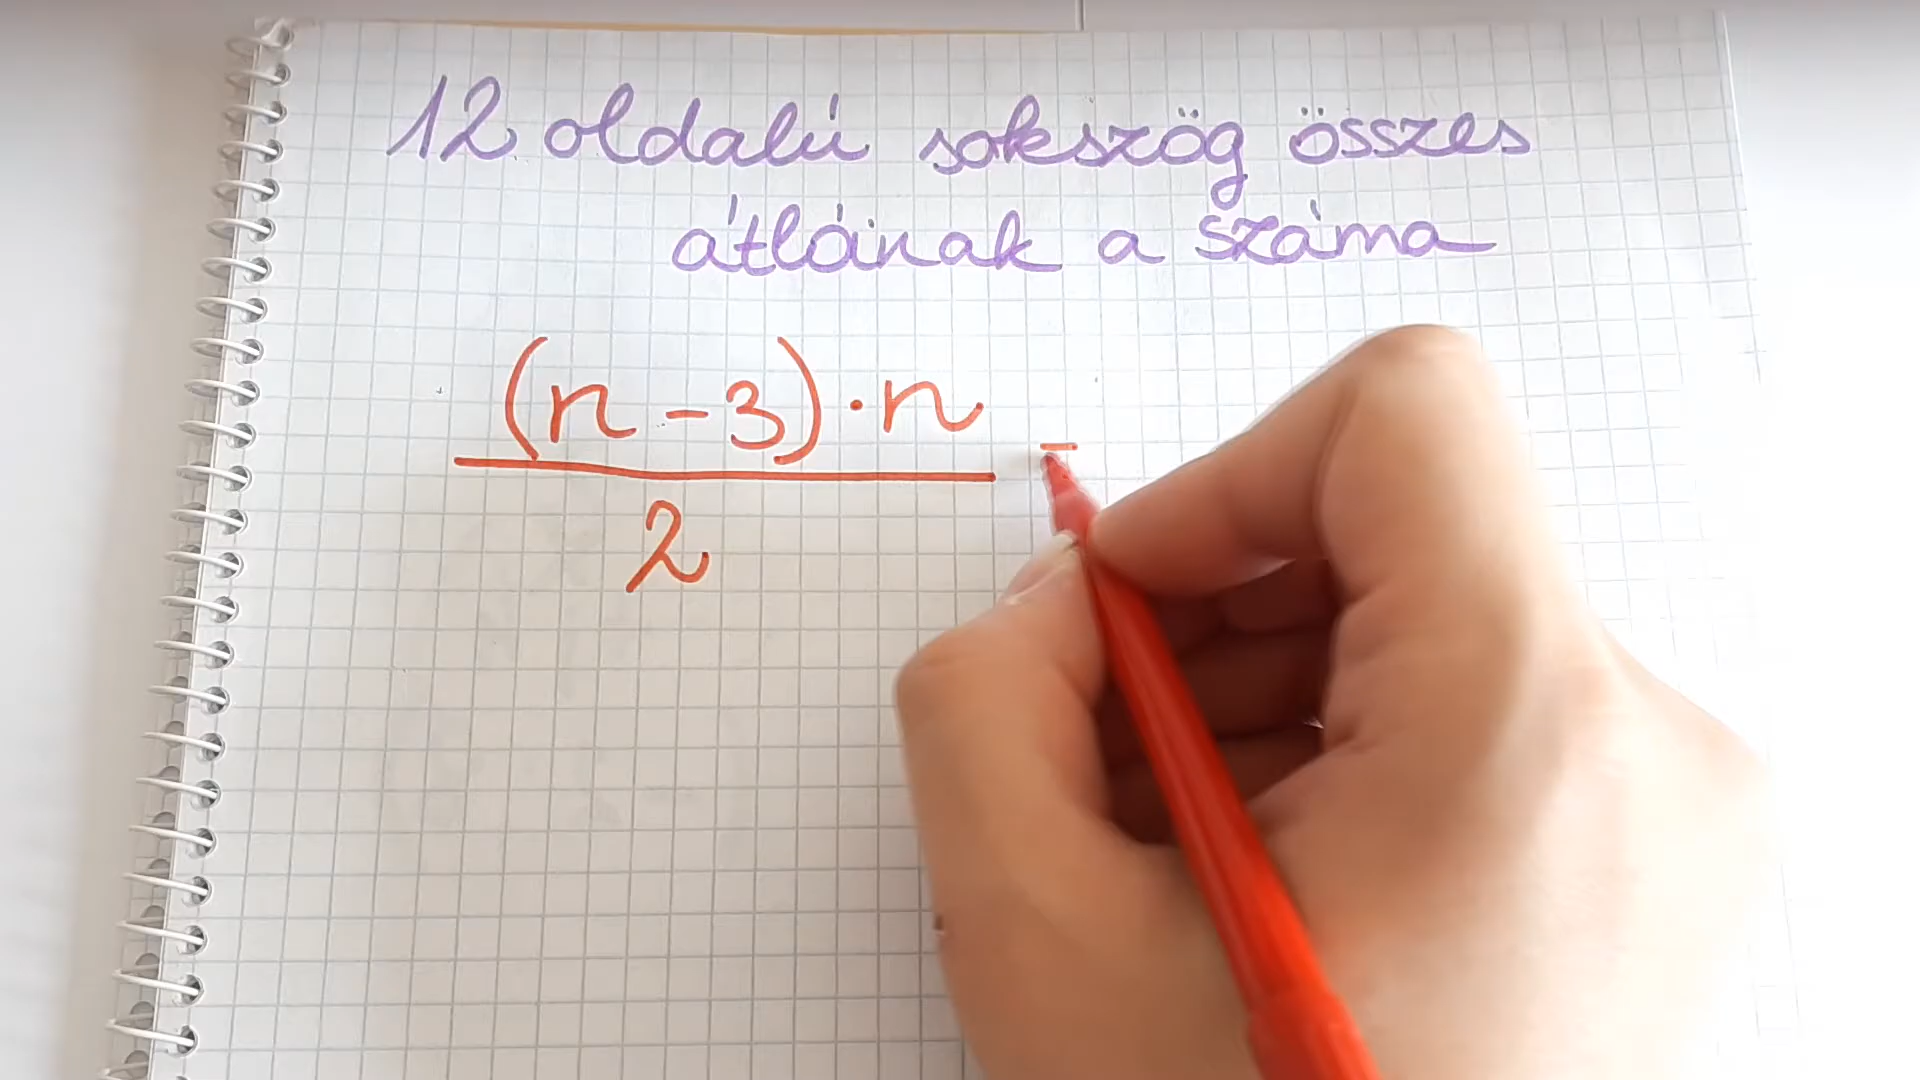 12 oldalú sokszög összes
átlóinak a száma
(n-3)·n
2